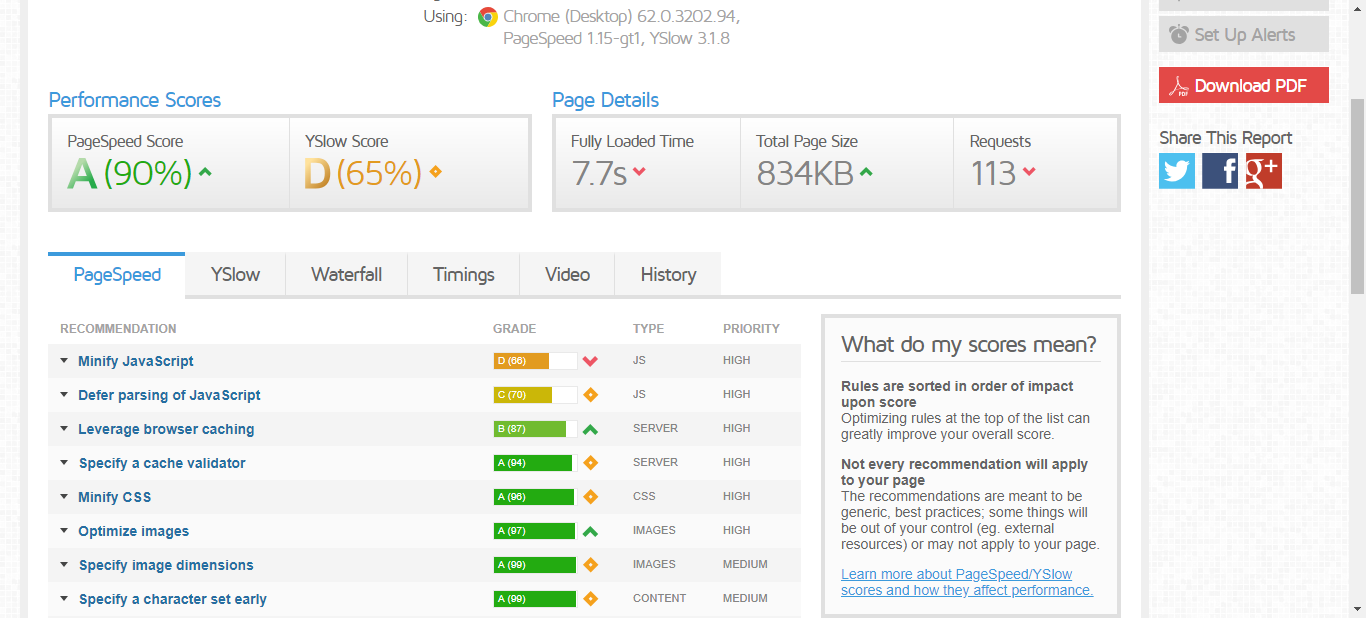 Using: Chrome (Desktop) 62.0.3202.94,
PageSpeed 1.15-gt1, YSlow 3.1.8
Set Up Alerts
Download PDF
Share This Report
Performance Scores
PageSpeed Score
A (90%)
YSlow Score
D (65%)
Page Details
Fully Loaded Time
7.7s
Total Page Size
834KB
Requests
113
PageSpeed
YSlow
Waterfall
Timings
Video
History
RECOMMENDATION GRADE TYPE PRIORITY
Minify JavaScript D (66) JS HIGH
Defer parsing of JavaScript C (70) JS HIGH
Leverage browser caching B (87) SERVER HIGH
Specify a cache validator A (94) SERVER HIGH
Minify CSS A (96) CSS HIGH
Optimize images A (97) IMAGES HIGH
Specify image dimensions A (99) IMAGES MEDIUM
Specify a character set early A (99) CONTENT MEDIUM
What do my scores mean?
Rules are sorted in order of impact
upon score
Optimizing rules at the top of the list can
greatly improve your overall score.
Not every recommendation will apply
to your page
The recommendations are meant to be
generic, best practices; some things will
be out of your control (eg. external
resources) or may not apply to your page.
Learn more about PageSpeed/YSlow
scores and how they affect performance.